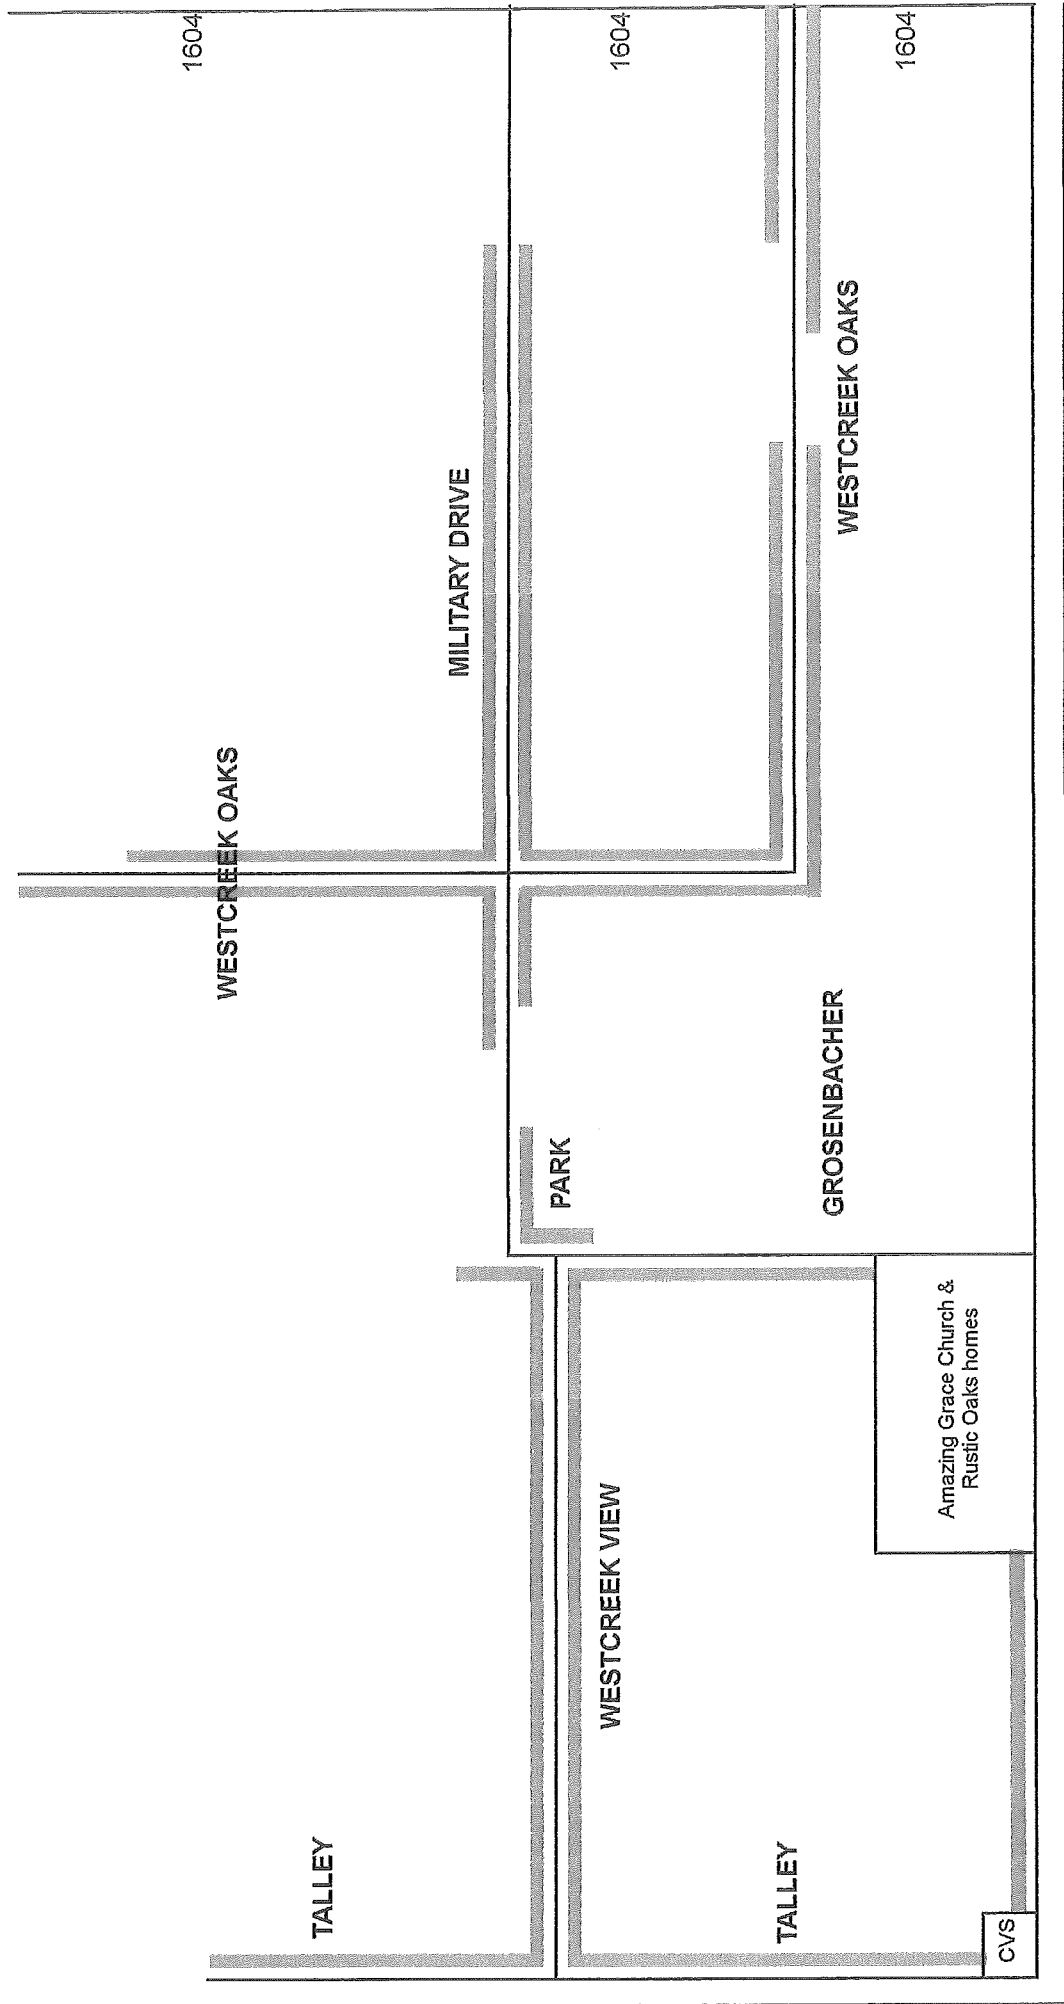 1604
1604
1604
WESTCREEK OAKS
MILITARY DRIVE
WESTCREEK OAKS
PARK
GROSENBACHER
TALLEY
WESTCREEK VIEW
TALLEY
Amazing Grace Church &
Rustic Oaks homes
CVS